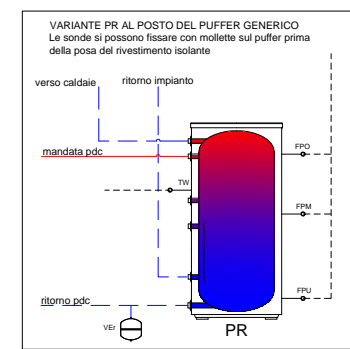 VARIANTE PR AL POSTO DEL PUFFER GENERICO
Le sonde si possono fissare con mollette sul puffer prima
della posa del rivestimento isolante
verso caldaie
ritorno impianto
mandata pdc
FPO
TW
FPM
ritorno pdc
FPU
VEr
PR